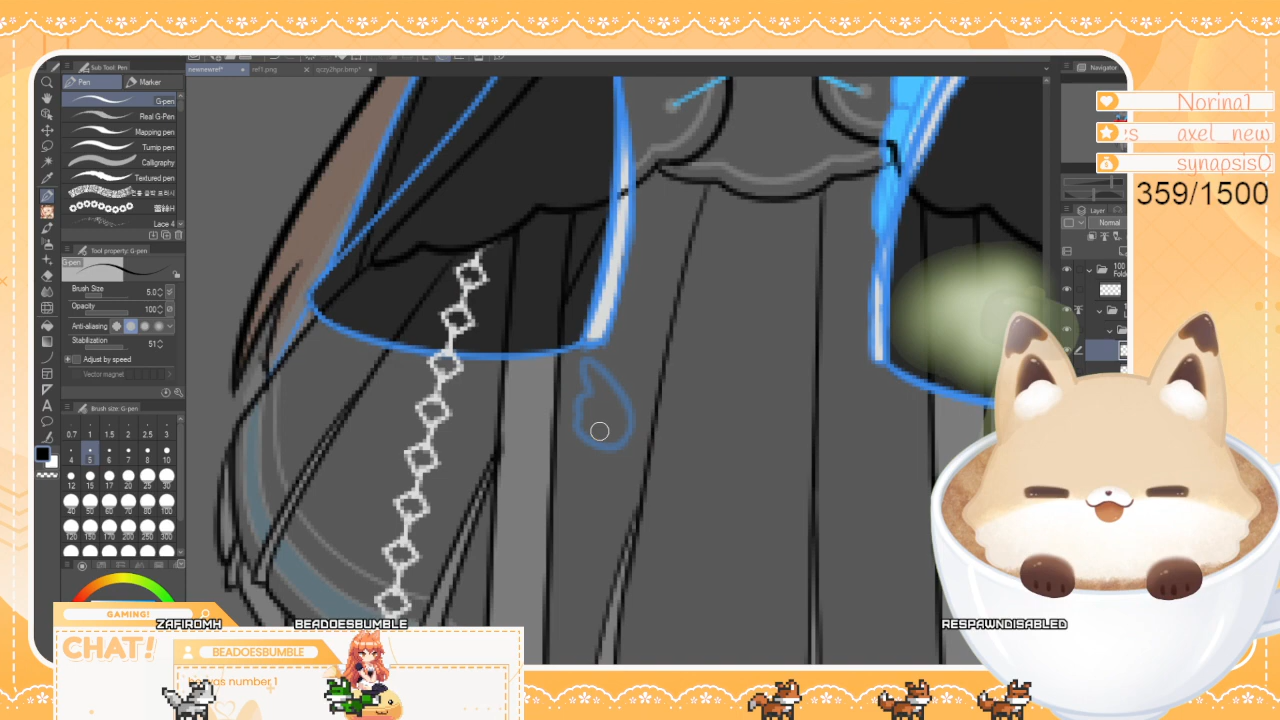 Sub Tool: Pen
newnewref*
ref1.png
qrzy2hpr.bmp*
Navigator
Pen
Marker
G-pen
Real G-Pen
Mapping pen
Turnip pen
Calligraphy
Textured pen
Lace 4
Tool property: G-pen
G-pen
Brush Size 5.0
Opacity 100
Anti-aliasing
Stabilization 51
Adjust by speed
Vector magnet
Brush size: G-pen
0.7 1 1.5 2 2.5 3
4 5 6 7 8 10
12 15 17 20 25 30
40 50 60 70 80 100
120 150 170 200 250 300
Norina1
axel_new
synapsis0
359/1500
Layer
Normal
100
Folde
GAMING!
CHAT!
ZAFIROMH
BEADOESBUMBLE
RESPAWNDISABLED
BEADOESBUMBLE
was number 1